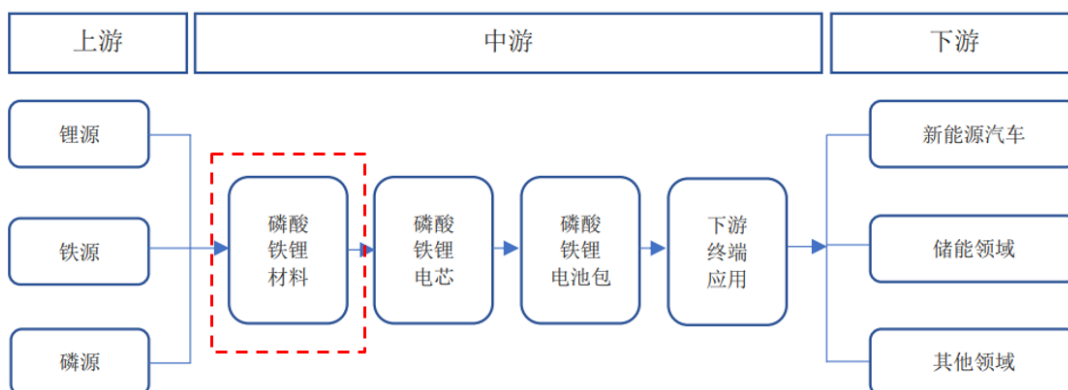 上游
中游
下游
锂源
铁源
磷源
磷酸
铁锂
材料
磷酸
铁锂
电芯
磷酸
铁锂
电池包
下游
终端
应用
新能源汽车
储能领域
其他领域